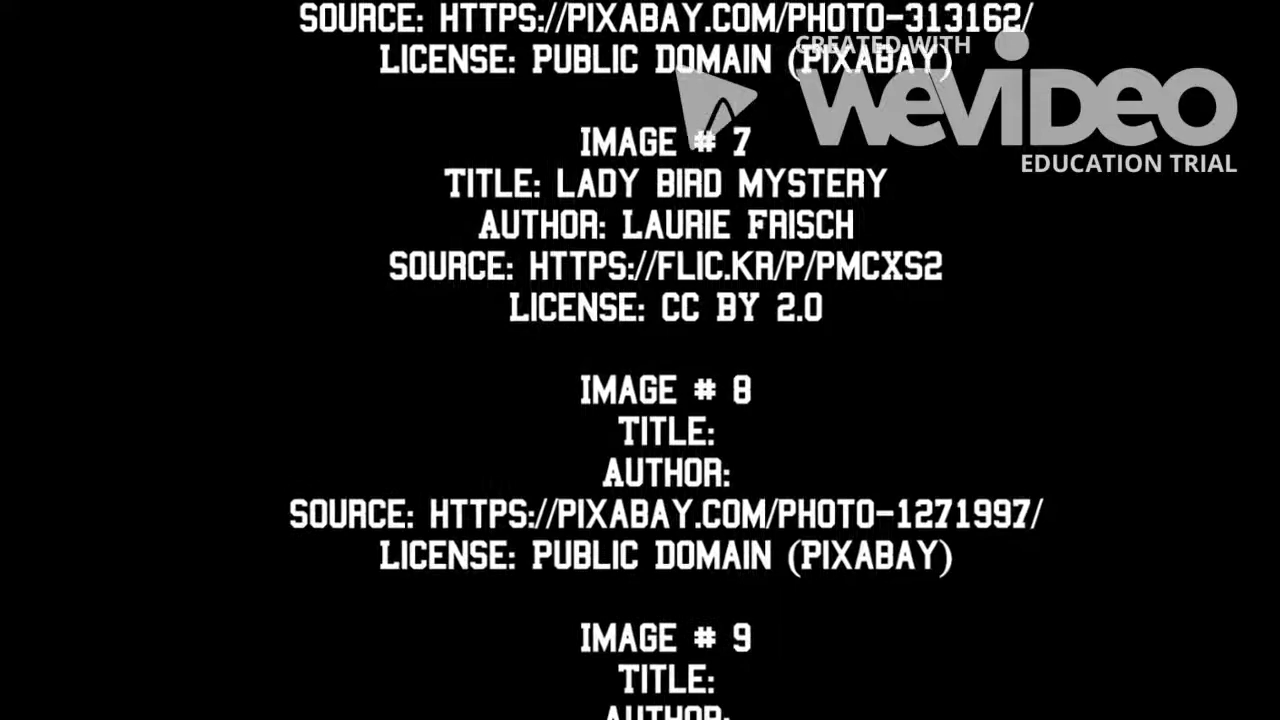 SOURCE: HTTPS://PIXABAY.COM/PHOTO-313162/
LICENSE: PUBLIC DOMAIN (PIXABAY)
CREATED WITH
WEVIDEO
EDUCATION TRIAL
IMAGE # 7
TITLE: LADY BIRD MYSTERY
AUTHOR: LAURIE FRISCH
SOURCE: HTTPS://FLIC.KR/P/PMCXS2
LICENSE: CC BY 2.0
IMAGE # 8
TITLE:
AUTHOR:
SOURCE: HTTPS://PIXABAY.COM/PHOTO-1271997/
LICENSE: PUBLIC DOMAIN (PIXABAY)
IMAGE # 9
TITLE:
AUTHOR: